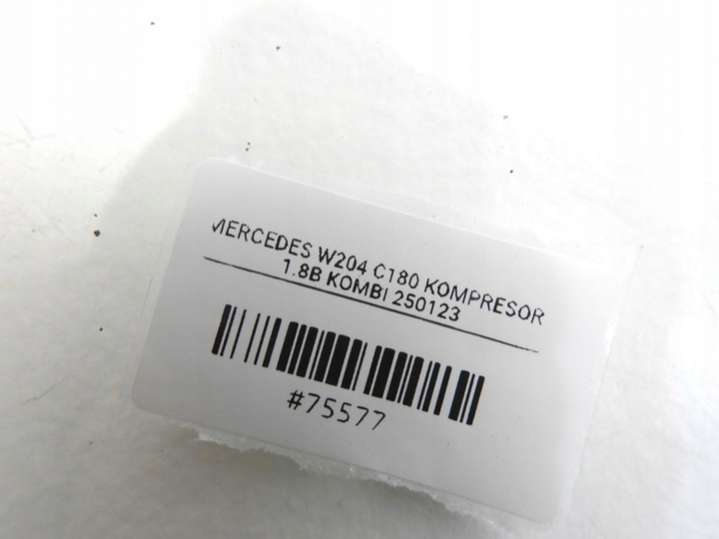 MERCEDES W204 C180 KOMPRESOR
1.8B KOMBI 250123
#75577